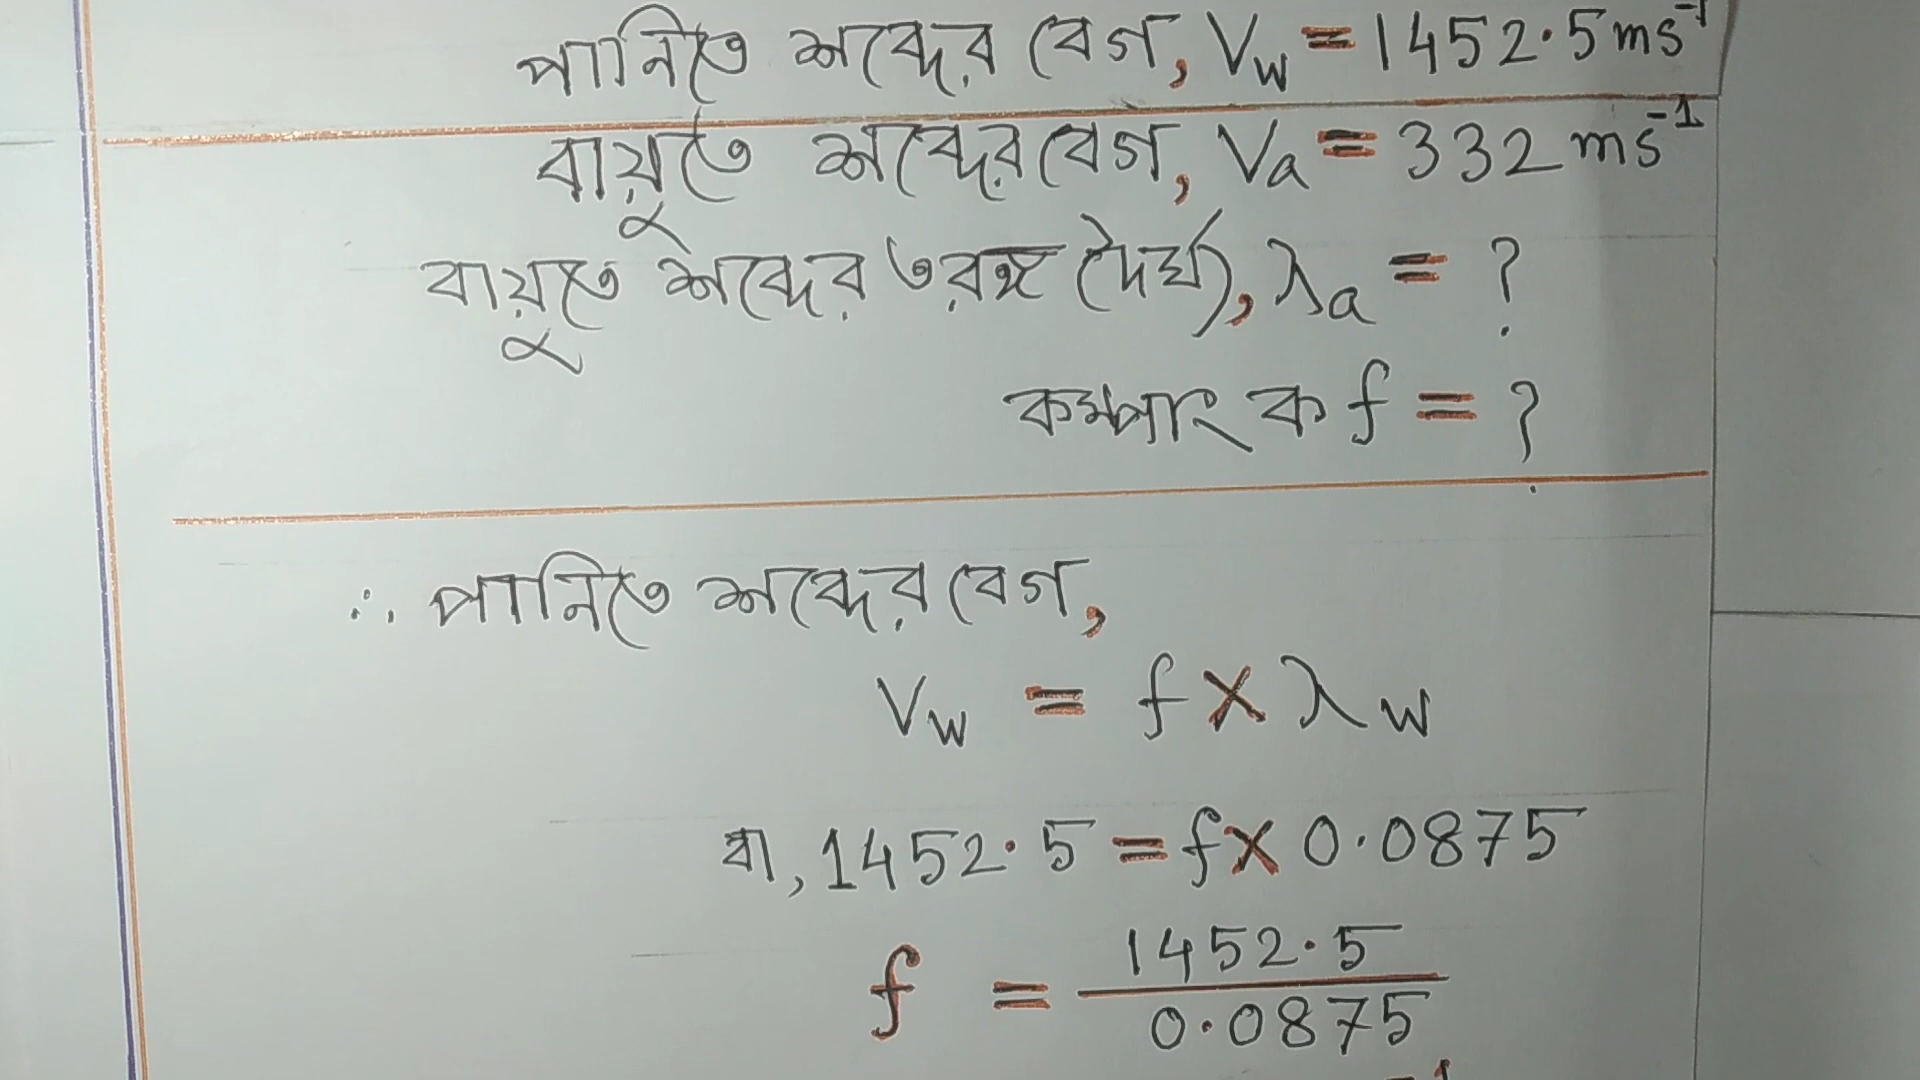 পানিতে শব্দের বেগ, Vw = 1452.5 ms⁻¹
বায়ুতে শব্দের বেগ, Va = 332 ms⁻¹
বায়ুতে শব্দের তরঙ্গ দৈর্ঘ্য, λa = ?
কম্পাংক f = ?
∴ পানিতে শব্দের বেগ,
Vw = f × λw
বা, 1452.5 = f × 0.0875
f = 1452.5 / 0.0875